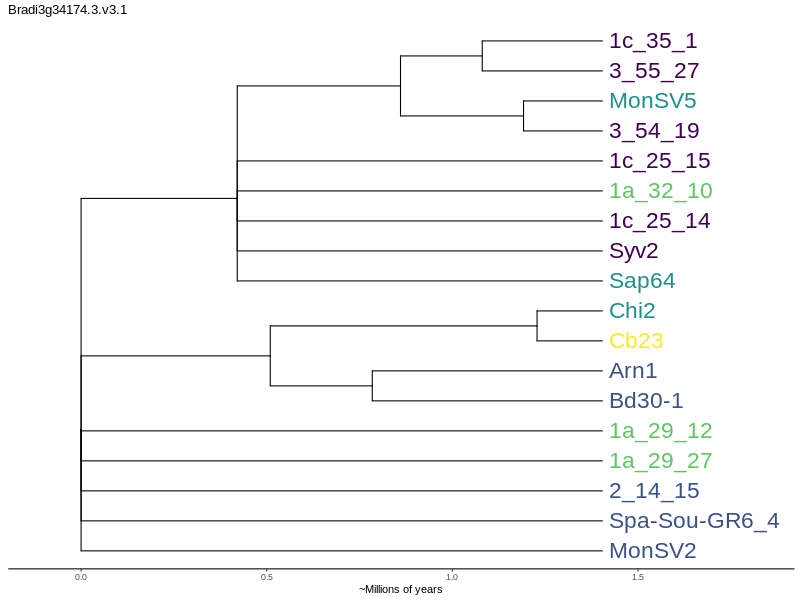 Bradi3g34174.3.v3.1
1c_35_1
3_55_27
MonSV5
3_54_19
1c_25_15
1a_32_10
1c_25_14
Syv2
Sap64
Chi2
Cb23
Arn1
Bd30-1
1a_29_12
1a_29_27
2_14_15
Spa-Sou-GR6_4
MonSV2
0.0 0.5 1.0 1.5
~Millions of years